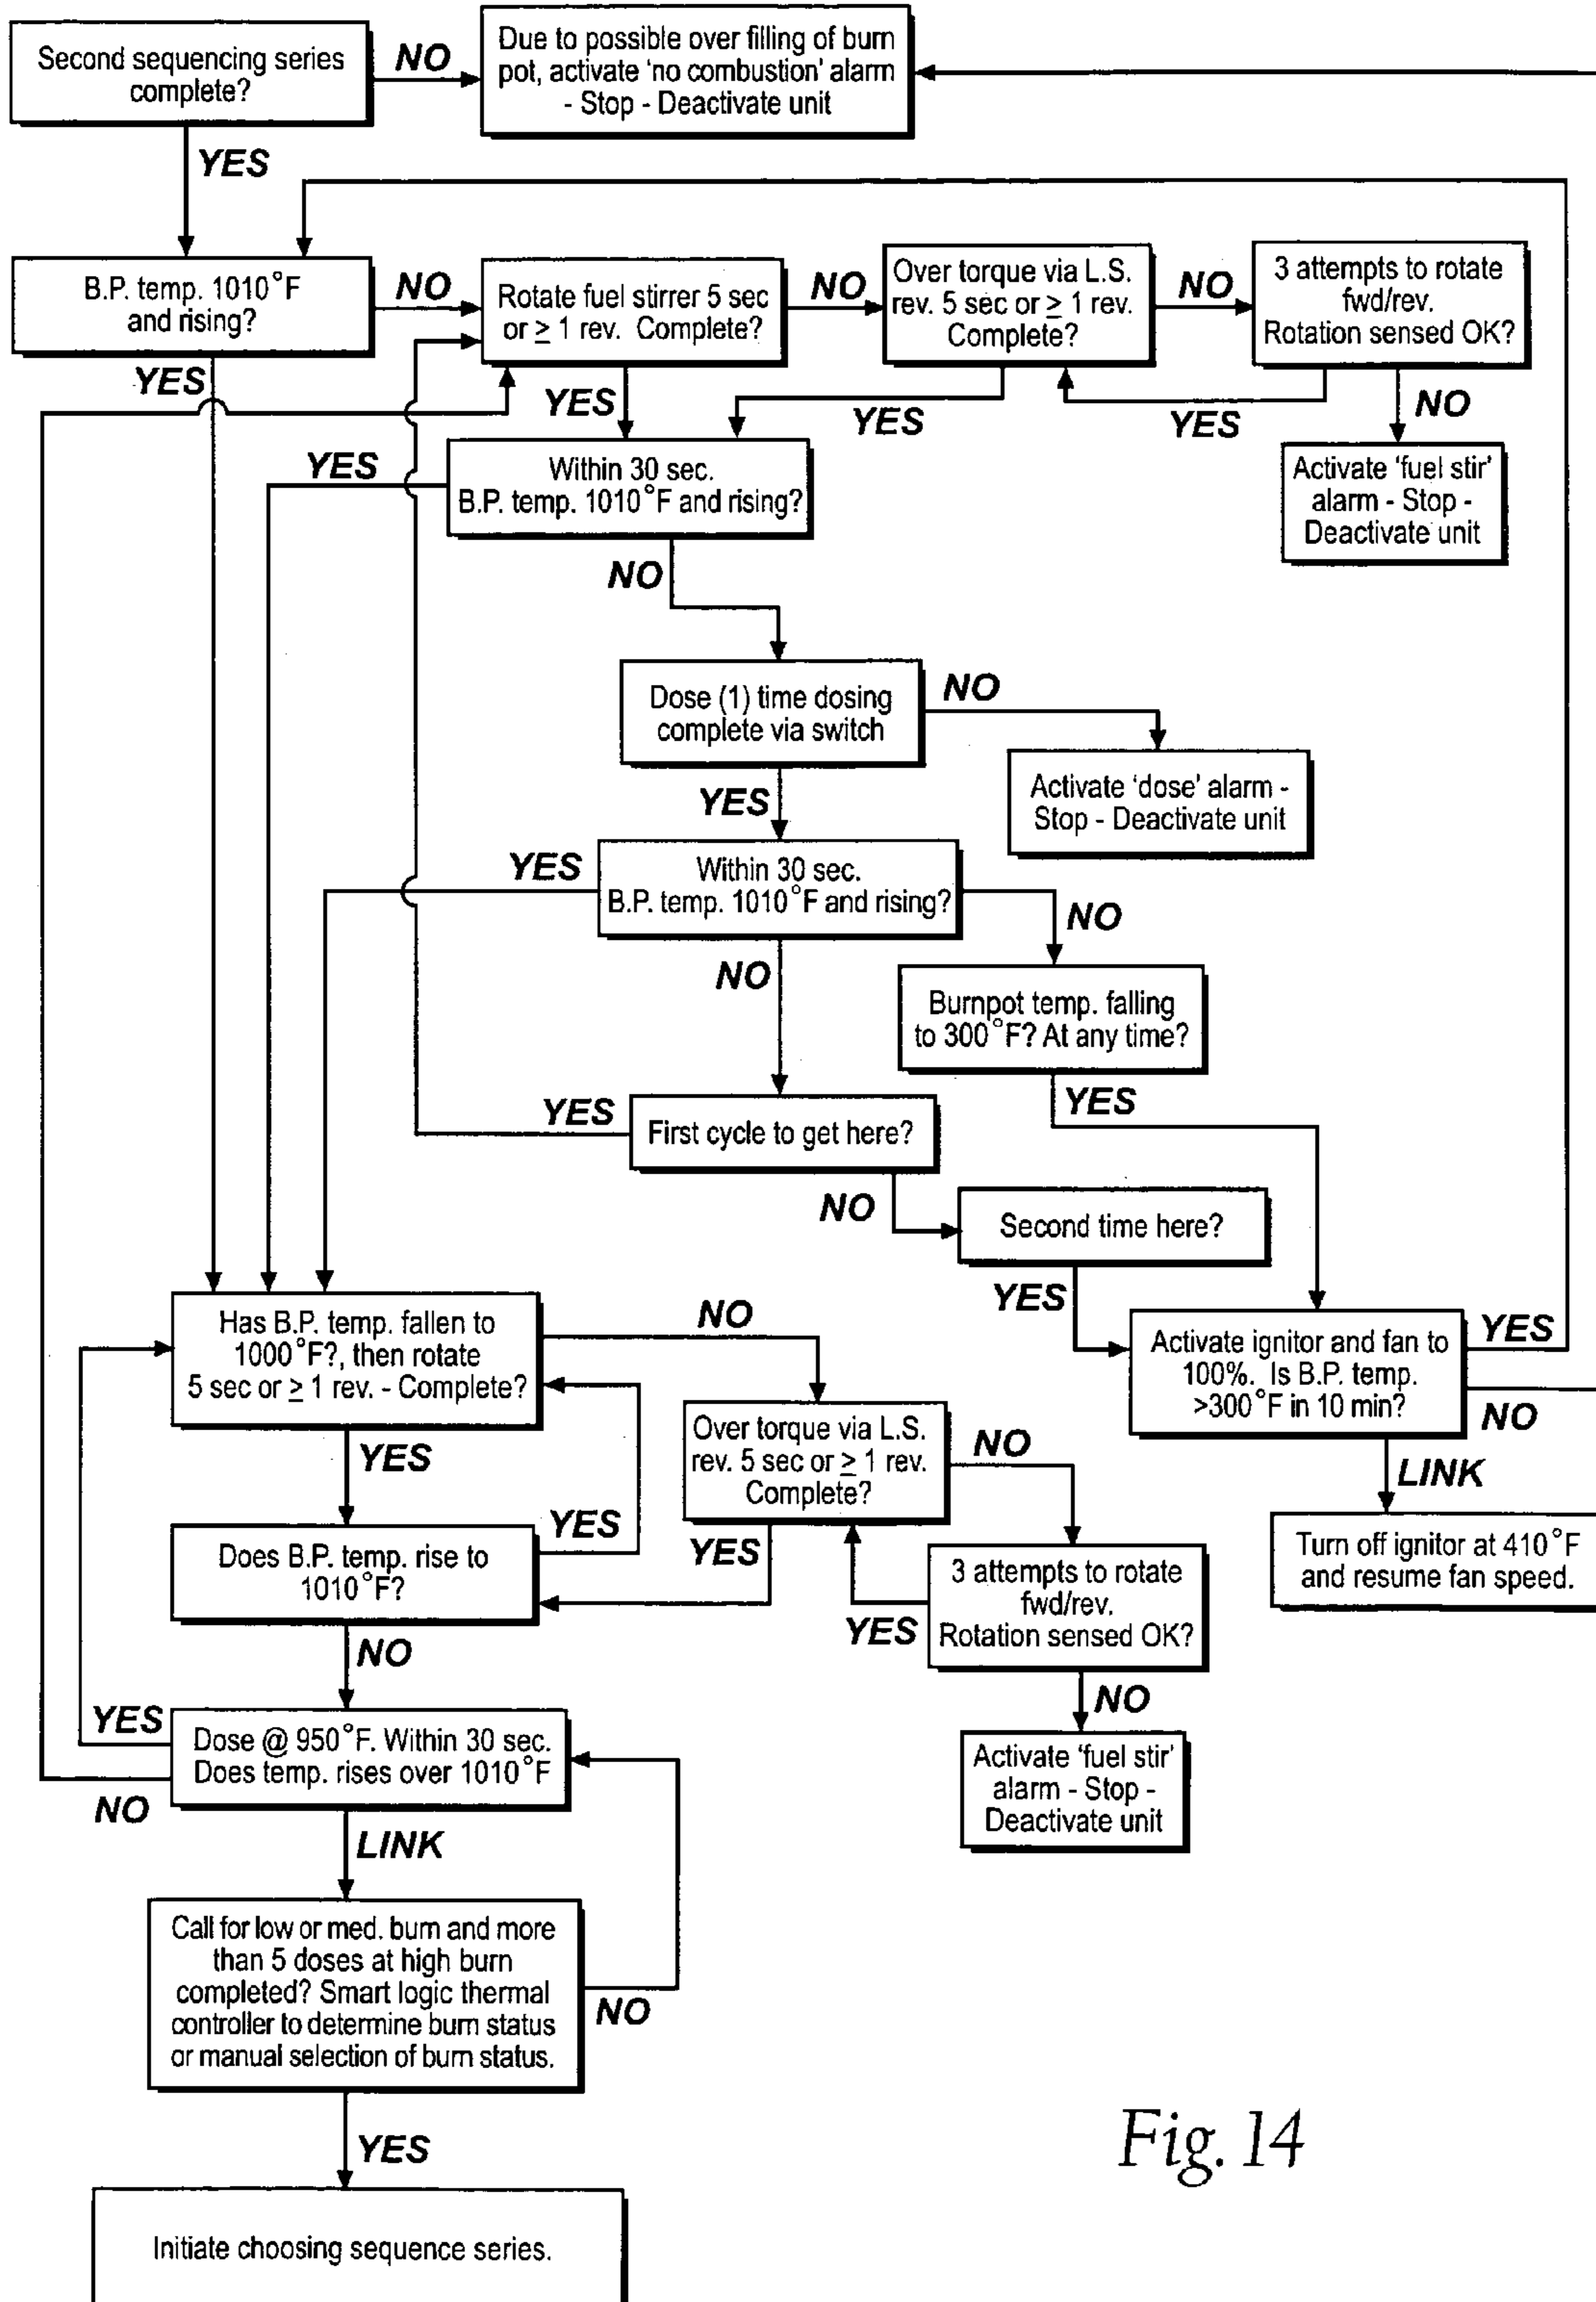 Second sequencing series
complete?
NO
Due to possible over filling of burn
pot, activate 'no combustion' alarm
- Stop - Deactivate unit
YES
B.P. temp. 1010°F
and rising?
NO
Rotate fuel stirrer 5 sec
or ≥ 1 rev. Complete?
NO
Over torque via L.S.
rev. 5 sec or ≥ 1 rev.
Complete?
NO
3 attempts to rotate
fwd/rev.
Rotation sensed OK?
YES
YES
YES
YES
NO
Activate 'fuel stir'
alarm - Stop -
Deactivate unit
YES
Within 30 sec.
B.P. temp. 1010°F and rising?
NO
Dose (1) time dosing
complete via switch
NO
Activate 'dose' alarm -
Stop - Deactivate unit
YES
YES
Within 30 sec.
B.P. temp. 1010°F and rising?
NO
NO
Burnpot temp. falling
to 300°F? At any time?
YES
YES
First cycle to get here?
NO
Second time here?
YES
Has B.P. temp. fallen to
1000°F?, then rotate
5 sec or ≥ 1 rev. - Complete?
NO
Activate ignitor and fan to
100%. Is B.P. temp.
>300°F in 10 min?
YES
NO
LINK
Turn off ignitor at 410°F
and resume fan speed.
YES
Over torque via L.S.
rev. 5 sec or ≥ 1 rev.
Complete?
NO
YES
Does B.P. temp. rise to
1010°F?
YES
3 attempts to rotate
fwd/rev.
Rotation sensed OK?
YES
NO
NO
Activate 'fuel stir'
alarm - Stop -
Deactivate unit
YES
Dose @ 950°F. Within 30 sec.
Does temp. rises over 1010°F
NO
LINK
Call for low or med. burn and more
than 5 doses at high burn
completed? Smart logic thermal
controller to determine burn status
or manual selection of burn status.
NO
YES
Initiate choosing sequence series.
Fig. 14